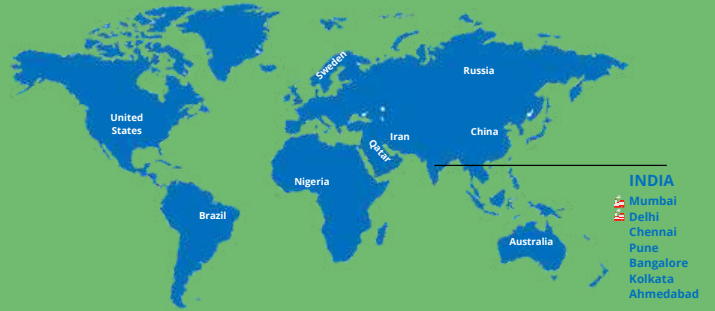 Sweden
Russia
United
States
Iran
China
Qatar
Nigeria
Brazil
Australia
INDIA
Mumbai
Delhi
Chennai
Pune
Bangalore
Kolkata
Ahmedabad